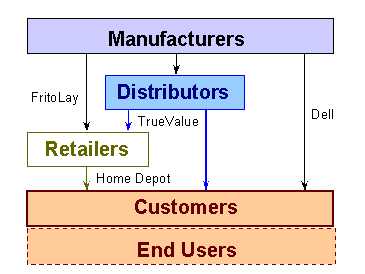 Manufacturers
FritoLay
Distributors
Dell
TrueValue
Retailers
Home Depot
Customers
End Users